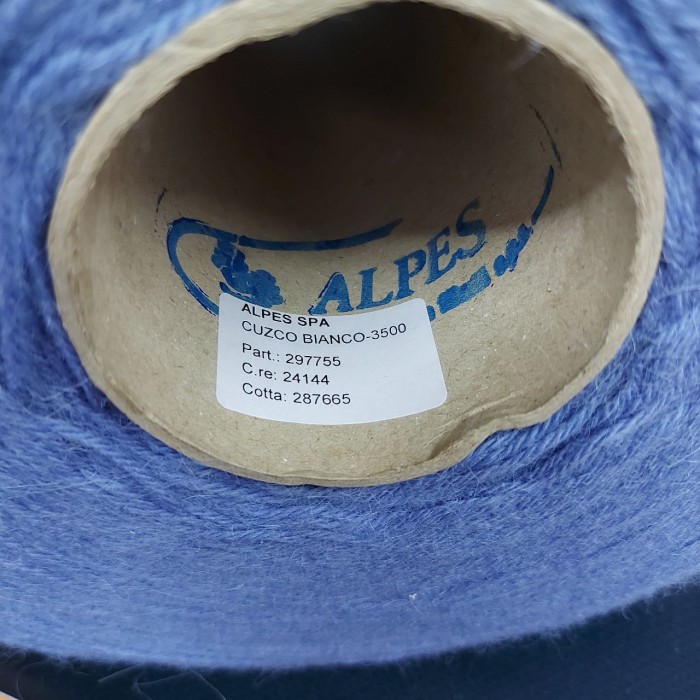 ALPES
ALPES SPA
CUZCO BIANCO-3500
Part.: 297755
C.re: 24144
Cotta: 287665